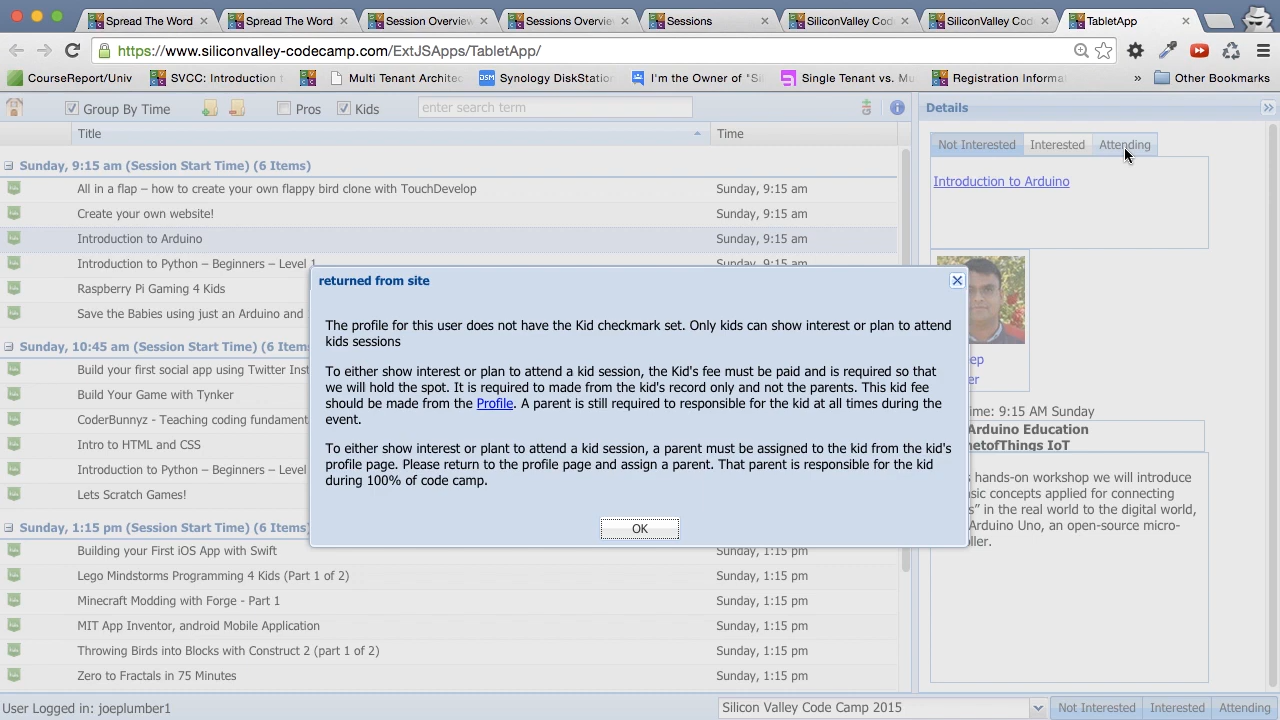 Spread The Word
Spread The Word
Session Overview
Sessions Overview
Sessions
SiliconValley Cod
SiliconValley Cod
TabletApp
https://www.siliconvalley-codecamp.com/ExtJSApps/TabletApp/
CourseReport/Univ
SVCC: Introduction
Multi Tenant Architec
Synology DiskStation
I'm the Owner of "Si
Single Tenant vs. Mu
Registration Informat
» Other Bookmarks
Group By Time
Pros
Kids
enter search term
Details
Title
Time
Not Interested
Interested
Attending
Sunday, 9:15 am (Session Start Time) (6 Items)
All in a flap – how to create your own flappy bird clone with TouchDevelop Sunday, 9:15 am
Create your own website! Sunday, 9:15 am
Introduction to Arduino Sunday, 9:15 am
Introduction to Python – Beginners – Level 1 Sunday, 9:15 am
Raspberry Pi Gaming 4 Kids
Save the Babies using just an Arduino and
Sunday, 10:45 am (Session Start Time) (6 Items
Build your first social app using Twitter Inst
Build Your Game with Tynker
CoderBunnyz - Teaching coding fundament
Intro to HTML and CSS
Introduction to Python – Beginners – Level
Lets Scratch Games!
Sunday, 1:15 pm (Session Start Time) (6 Items)
Building your First iOS App with Swift Sunday, 1:15 pm
Lego Mindstorms Programming 4 Kids (Part 1 of 2) Sunday, 1:15 pm
Minecraft Modding with Forge - Part 1 Sunday, 1:15 pm
MIT App Inventor, android Mobile Application Sunday, 1:15 pm
Throwing Birds into Blocks with Construct 2 (part 1 of 2) Sunday, 1:15 pm
Zero to Fractals in 75 Minutes Sunday, 1:15 pm
returned from site
The profile for this user does not have the Kid checkmark set. Only kids can show interest or plan to attend
kids sessions
To either show interest or plan to attend a kid session, the Kid's fee must be paid and is required so that
we will hold the spot. It is required to made from the kid's record only and not the parents. This kid fee
should be made from the Profile. A parent is still required to responsible for the kid at all times during the
event.
To either show interest or plant to attend a kid session, a parent must be assigned to the kid from the kid's
profile page. Please return to the profile page and assign a parent. That parent is responsible for the kid
during 100% of code camp.
OK
Introduction to Arduino
ep
er
ime: 9:15 AM Sunday
Arduino Education
netofThings IoT
s hands-on workshop we will introduce
sic concepts applied for connecting
s" in the real world to the digital world,
Arduino Uno, an open-source micro-
ller.
User Logged in: joeplumber1
Silicon Valley Code Camp 2015
Not Interested
Interested
Attending